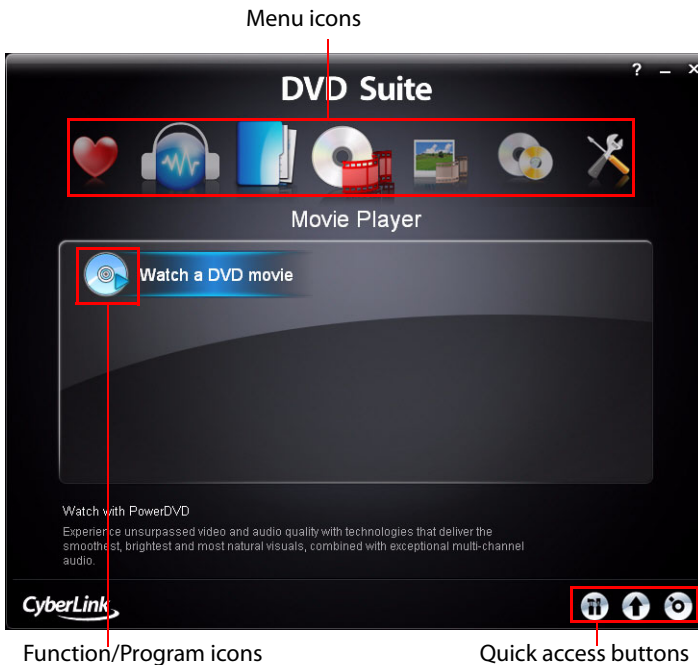 Menu icons
? – ×
DVD Suite
Movie Player
Watch a DVD movie
Watch with PowerDVD
Experience unsurpassed video and audio quality with technologies that deliver the
smoothest, brightest and most natural visuals, combined with exceptional multi-channel
audio.
CyberLink
Function/Program icons
Quick access buttons